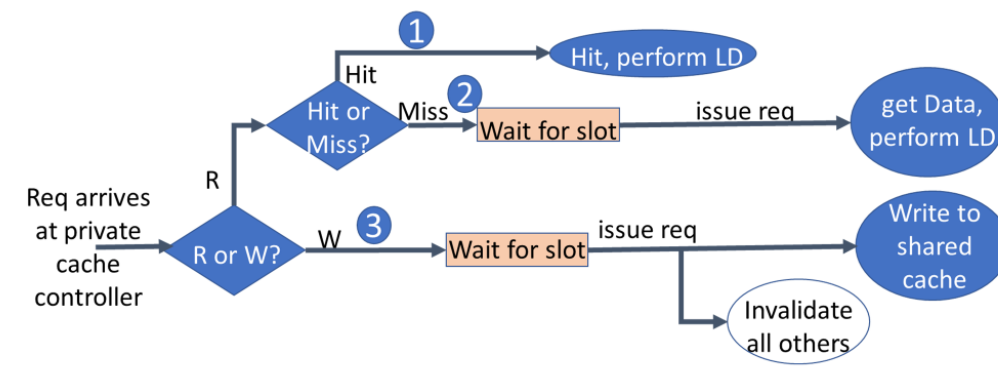 1
Hit, perform LD
Hit
Hit or
Miss?
Miss
2
Wait for slot
issue req
get Data,
perform LD
R
Req arrives
at private
cache
controller
R or W?
W
3
Wait for slot
issue req
Write to
shared
cache
Invalidate
all others